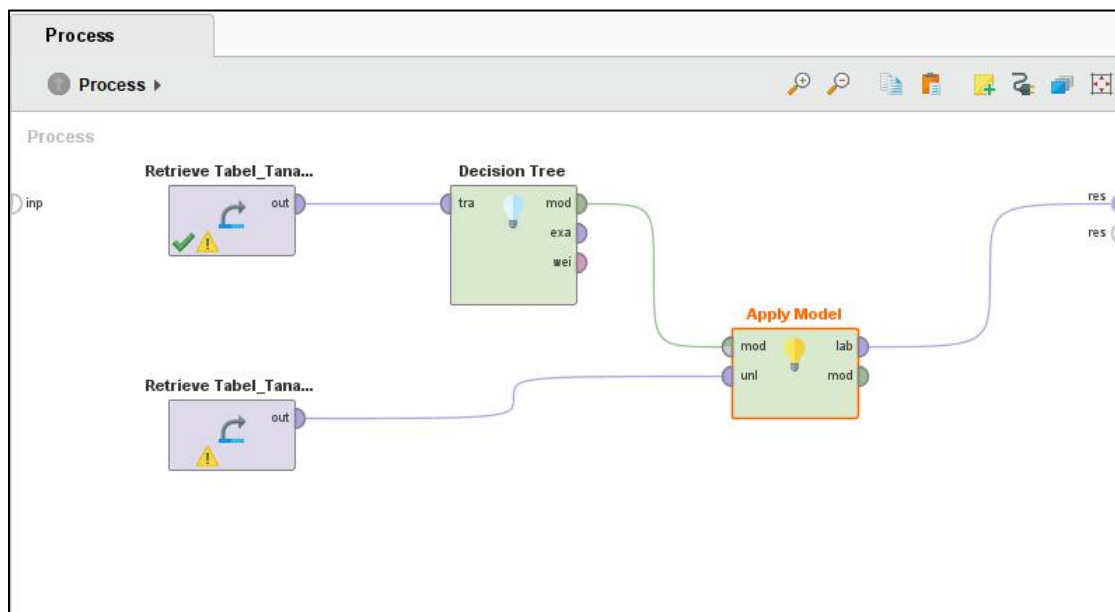 Process
Process
Process
inp
Retrieve Tabel_Tana...
out
Decision Tree
tra
mod
exa
wei
res
res
Apply Model
mod
lab
unl
mod
Retrieve Tabel_Tana...
out